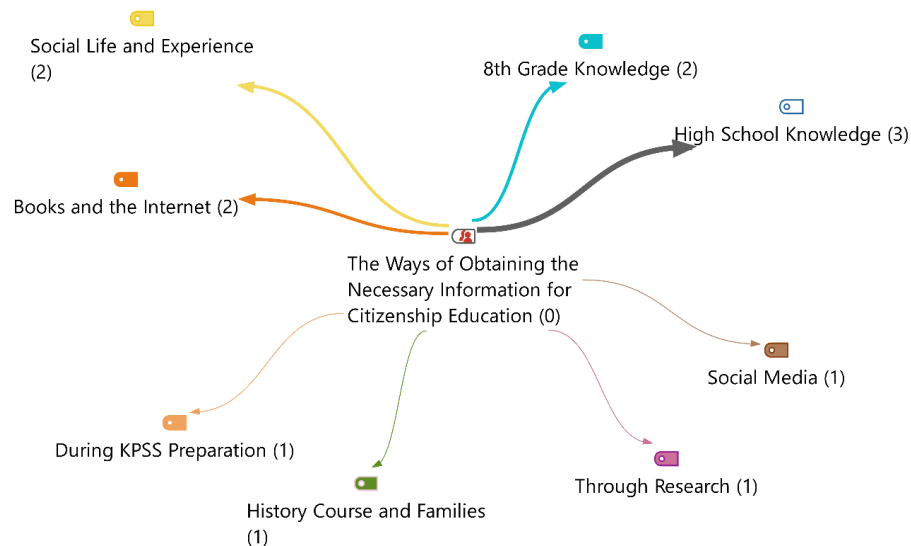 Social Life and Experience
(2)
8th Grade Knowledge (2)
High School Knowledge (3)
Books and the Internet (2)
The Ways of Obtaining the
Necessary Information for
Citizenship Education (0)
Social Media (1)
During KPSS Preparation (1)
Through Research (1)
History Course and Families
(1)